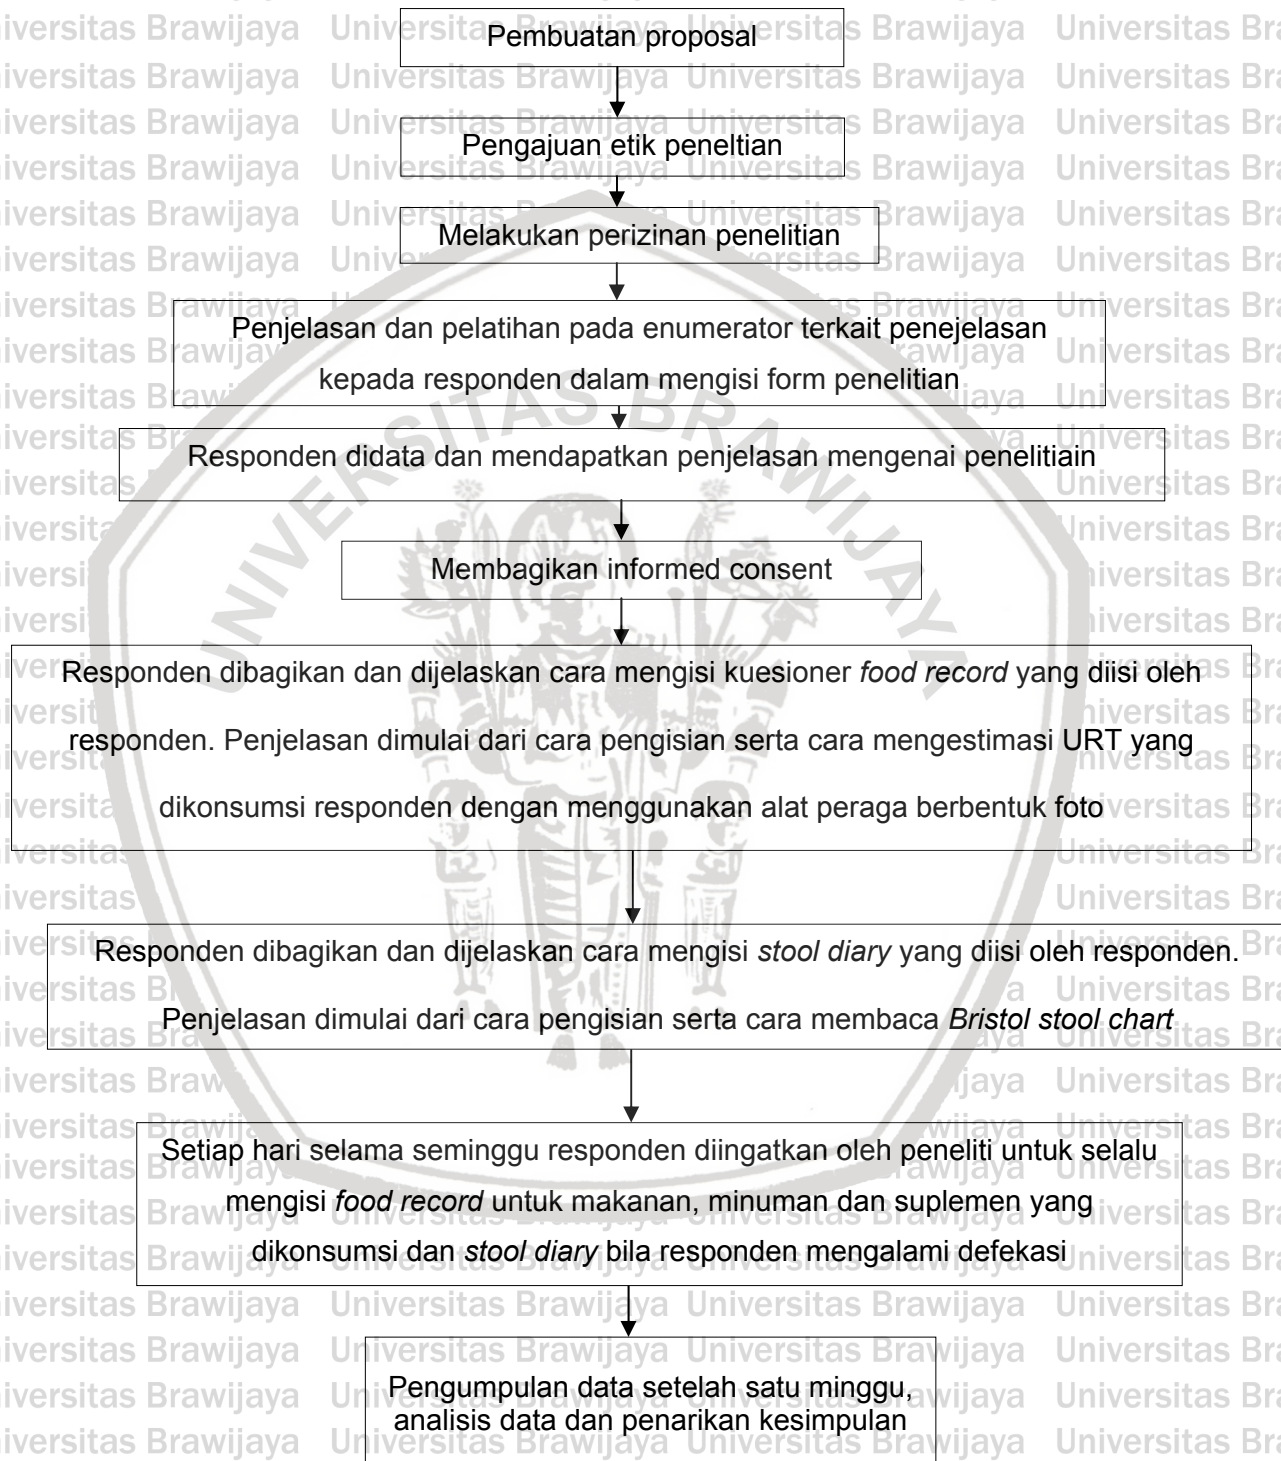 Pembuatan proposal
Pengajuan etik peneltian
Melakukan perizinan penelitian
Penjelasan dan pelatihan pada enumerator terkait penejelasan
kepada responden dalam mengisi form penelitian
Responden didata dan mendapatkan penjelasan mengenai penelitiain
Membagikan informed consent
Responden dibagikan dan dijelaskan cara mengisi kuesioner food record yang diisi oleh
responden. Penjelasan dimulai dari cara pengisian serta cara mengestimasi URT yang
dikonsumsi responden dengan menggunakan alat peraga berbentuk foto
Responden dibagikan dan dijelaskan cara mengisi stool diary yang diisi oleh responden.
Penjelasan dimulai dari cara pengisian serta cara membaca Bristol stool chart
Setiap hari selama seminggu responden diingatkan oleh peneliti untuk selalu
mengisi food record untuk makanan, minuman dan suplemen yang
dikonsumsi dan stool diary bila responden mengalami defekasi
Pengumpulan data setelah satu minggu,
analisis data dan penarikan kesimpulan
UNIVERSITAS BRAWIJAYA